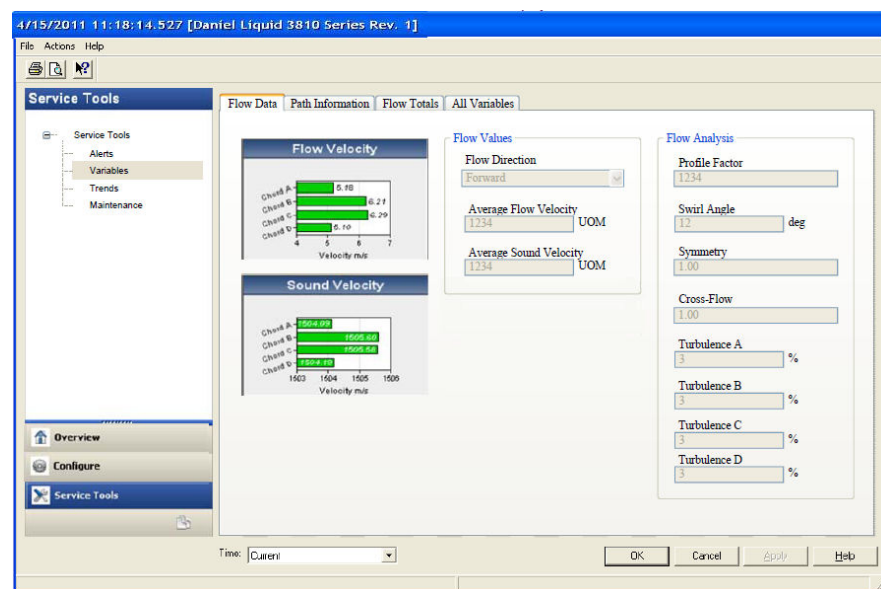 4/15/2011 11:18:14.527 [Daniel Liquid 3810 Series Rev. 1]
File Actions Help
Service Tools
Service Tools
Alerts
Variables
Trends
Maintenance
Overview
Configure
Service Tools
Flow Data Path Information Flow Totals All Variables
Flow Velocity
Chord A 5.18
Chord B 6.21
Chord C 6.29
Chord D 5.10
4 5 6 7
Velocity m/s
Sound Velocity
Chord A 1504.09
Chord B 1505.60
Chord C 1505.58
Chord D 1504.10
1503 1504 1505 1506
Velocity m/s
Flow Values
Flow Direction
Forward
Average Flow Velocity
1234 UOM
Average Sound Velocity
1234 UOM
Flow Analysis
Profile Factor
1234
Swirl Angle
12 deg
Symmetry
1.00
Cross-Flow
1.00
Turbulence A
3 %
Turbulence B
3 %
Turbulence C
3 %
Turbulence D
3 %
Time: Current
OK Cancel Apply Help